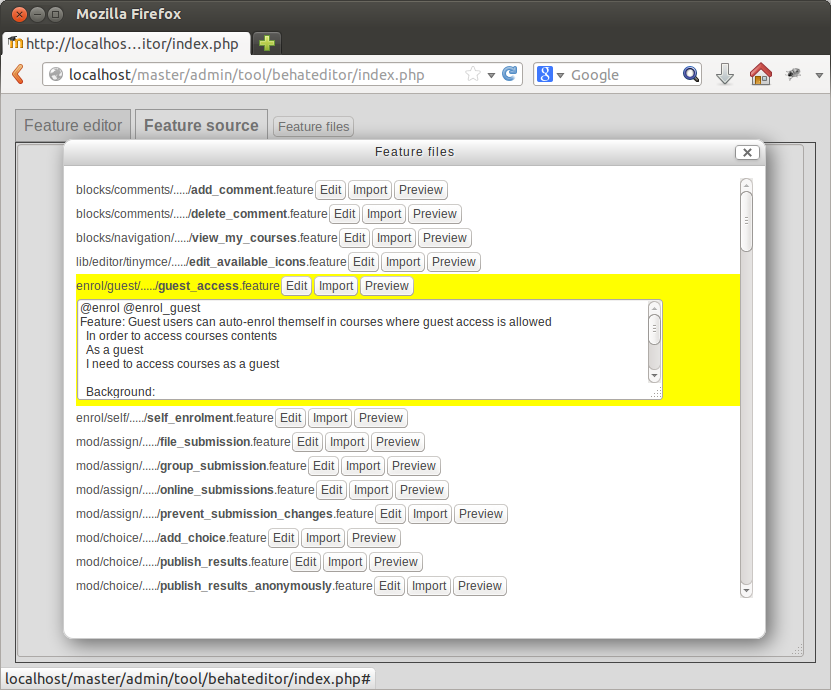 Mozilla Firefox
http://localhos…itor/index.php
localhost/master/admin/tool/behateditor/index.php
Google
Feature editor
Feature source
Feature files
Feature files
blocks/comments/...../add_comment.feature Edit Import Preview
blocks/comments/...../delete_comment.feature Edit Import Preview
blocks/navigation/...../view_my_courses.feature Edit Import Preview
lib/editor/tinymce/...../edit_available_icons.feature Edit Import Preview
enrol/guest/...../guest_access.feature Edit Import Preview
@enrol @enrol_guest
Feature: Guest users can auto-enrol themself in courses where guest access is allowed
In order to access courses contents
As a guest
I need to access courses as a guest
Background:
enrol/self/...../self_enrolment.feature Edit Import Preview
mod/assign/...../file_submission.feature Edit Import Preview
mod/assign/...../group_submission.feature Edit Import Preview
mod/assign/...../online_submissions.feature Edit Import Preview
mod/assign/...../prevent_submission_changes.feature Edit Import Preview
mod/choice/...../add_choice.feature Edit Import Preview
mod/choice/...../publish_results.feature Edit Import Preview
mod/choice/...../publish_results_anonymously.feature Edit Import Preview
localhost/master/admin/tool/behateditor/index.php#